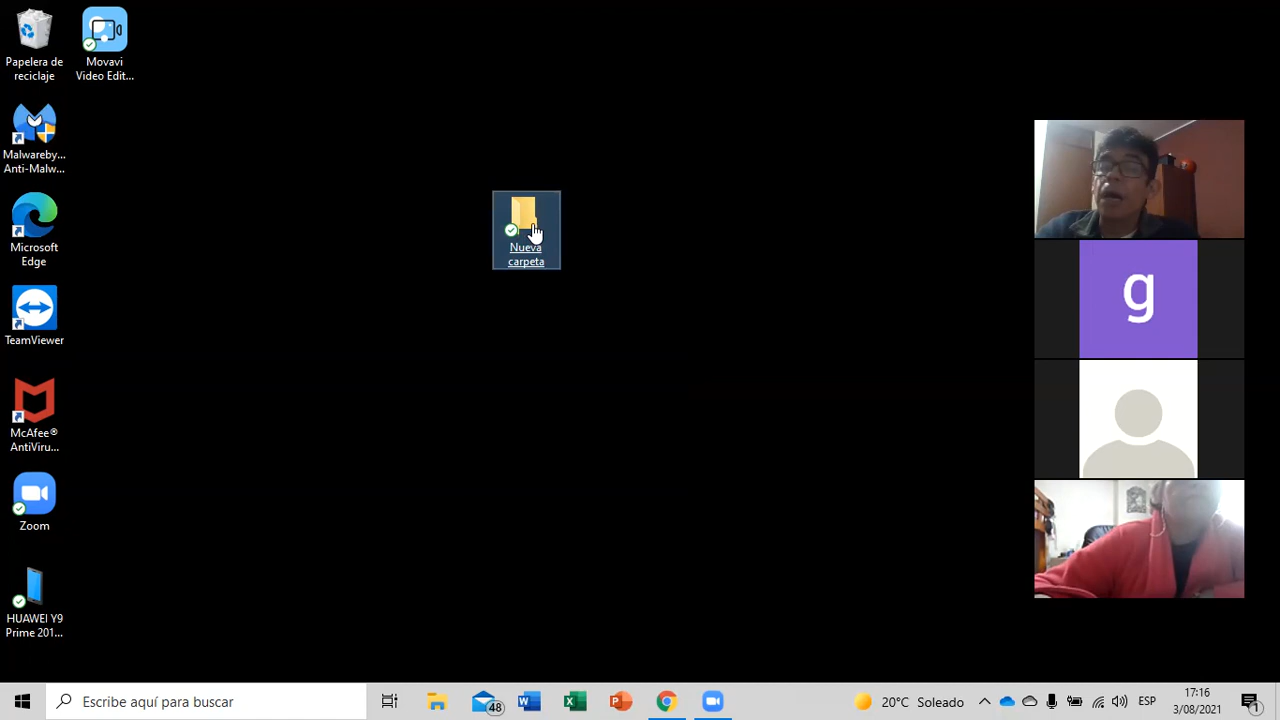 Papelera de
reciclaje
Movavi
Video Edit...
Malwareby...
Anti-Malw...
Microsoft
Edge
TeamViewer
McAfee®
AntiViru...
Zoom
HUAWEI Y9
Prime 201...
Nueva
carpeta
g
Escribe aquí para buscar
48
20°C Soleado
ESP
17:16
3/08/2021
1